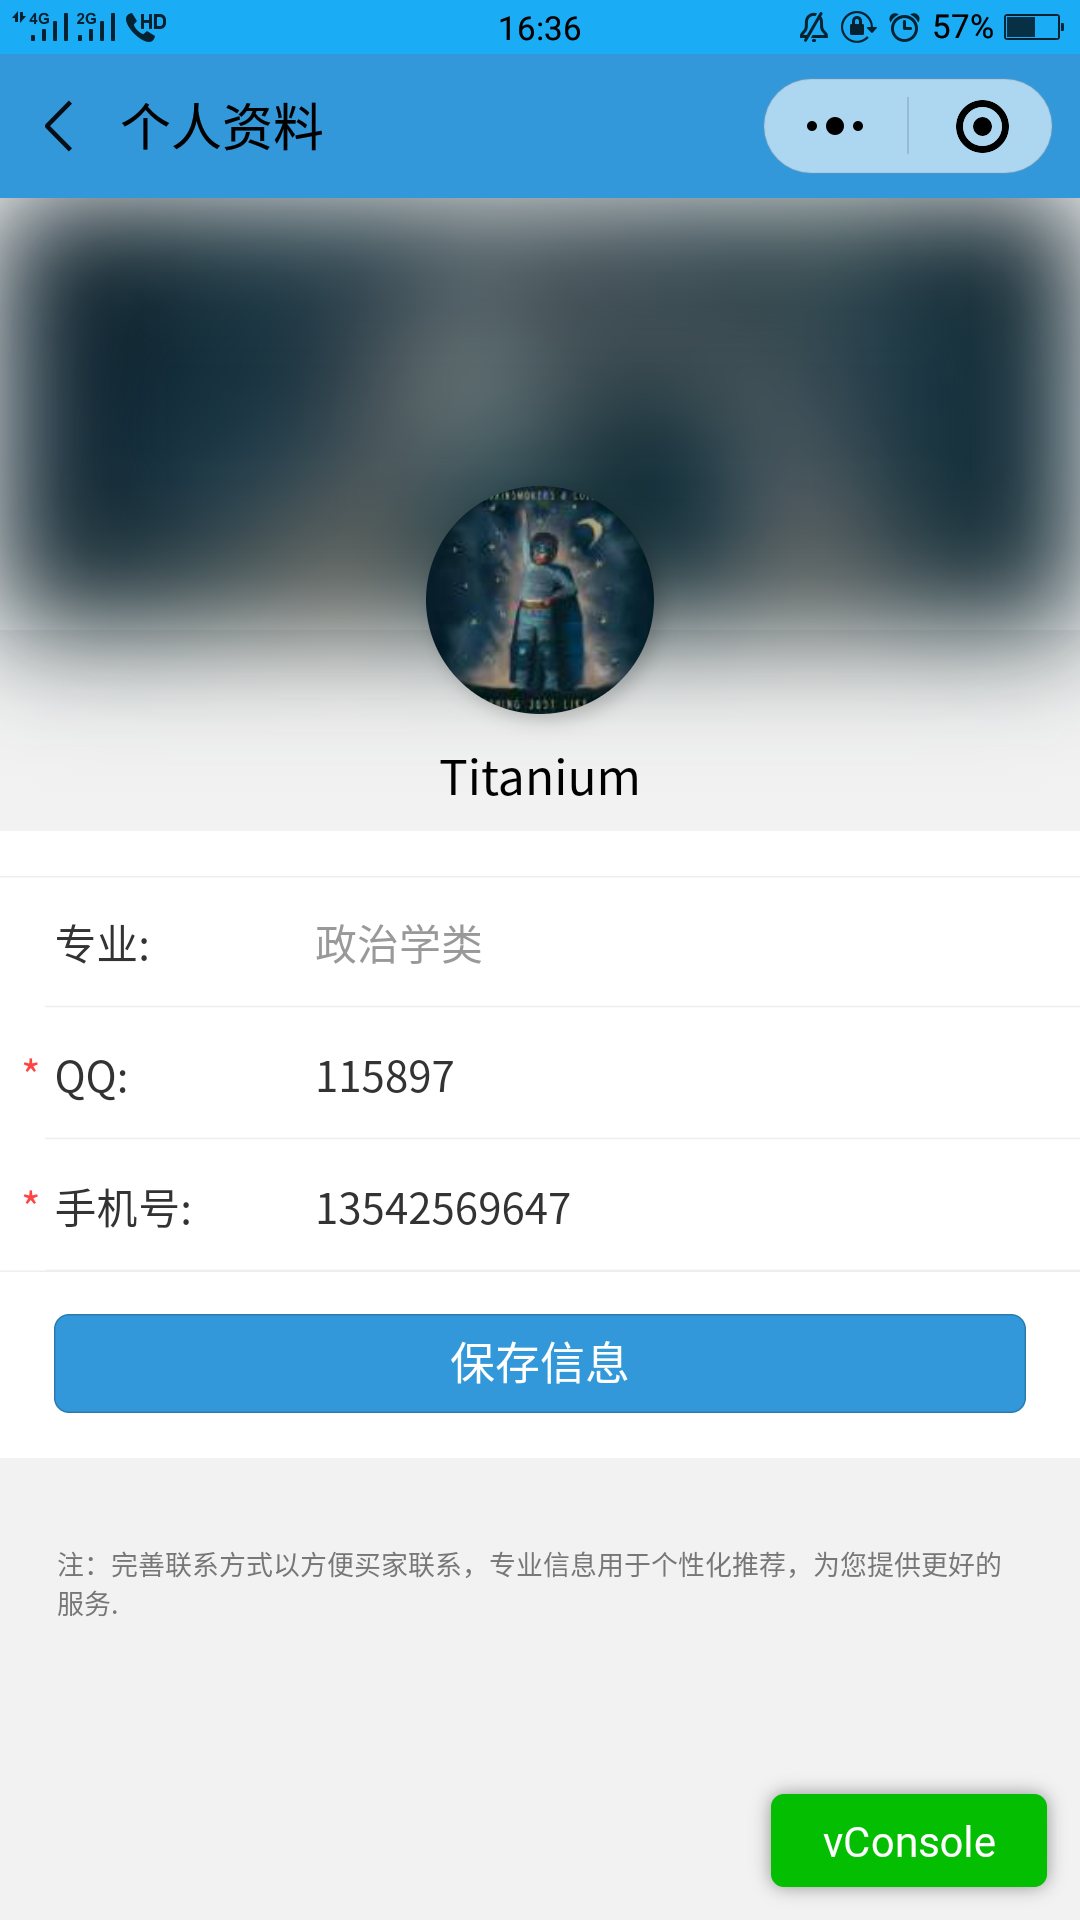 4G 2G HD 16:36 57%
个人资料
Titanium
专业: 政治学类
* QQ: 115897
* 手机号: 13542569647
保存信息
注：完善联系方式以方便买家联系，专业信息用于个性化推荐，为您提供更好的
服务.
vConsole